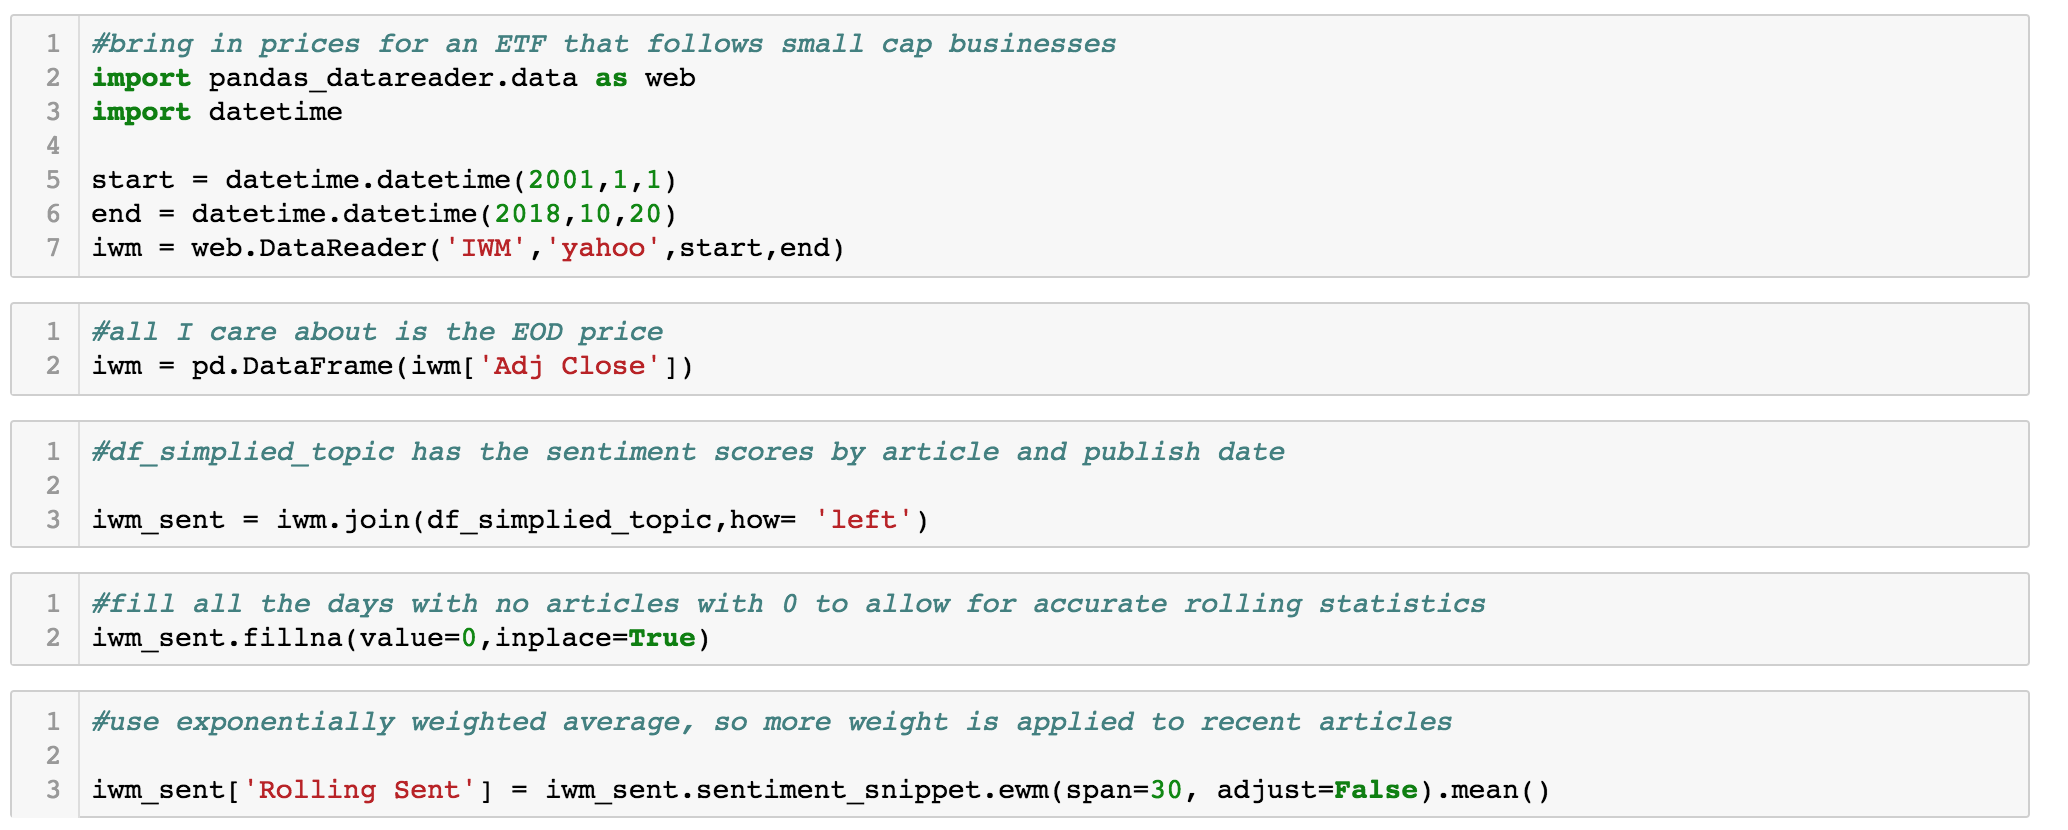 1 #bring in prices for an ETF that follows small cap businesses
2 import pandas_datareader.data as web
3 import datetime
4
5 start = datetime.datetime(2001,1,1)
6 end = datetime.datetime(2018,10,20)
7 iwm = web.DataReader('IWM','yahoo',start,end)
1 #all I care about is the EOD price
2 iwm = pd.DataFrame(iwm['Adj Close'])
1 #df_simplied_topic has the sentiment scores by article and publish date
2
3 iwm_sent = iwm.join(df_simplied_topic,how= 'left')
1 #fill all the days with no articles with 0 to allow for accurate rolling statistics
2 iwm_sent.fillna(value=0,inplace=True)
1 #use exponentially weighted average, so more weight is applied to recent articles
2
3 iwm_sent['Rolling Sent'] = iwm_sent.sentiment_snippet.ewm(span=30, adjust=False).mean()